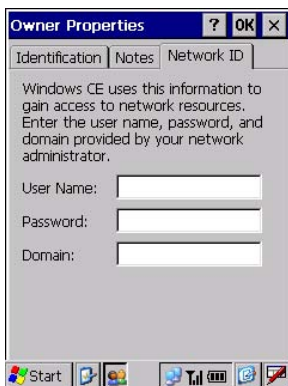 Owner Properties ? OK ×
Identification Notes Network ID
Windows CE uses this information to
gain access to network resources.
Enter the user name, password, and
domain provided by your network
administrator.
User Name:
Password:
Domain:
Start